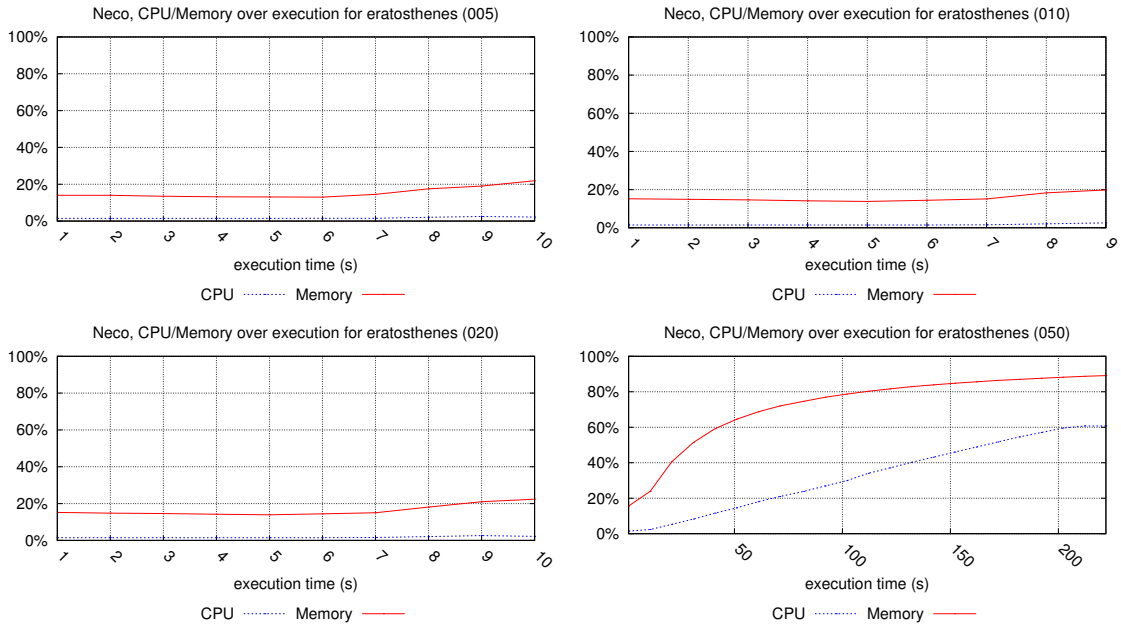 Neco, CPU/Memory over execution for eratosthenes (005)
100%
80%
60%
40%
20%
0%
1 2 3 4 5 6 7 8 9 10
execution time (s)
CPU Memory
Neco, CPU/Memory over execution for eratosthenes (010)
100%
80%
60%
40%
20%
0%
1 2 3 4 5 6 7 8 9
execution time (s)
CPU Memory
Neco, CPU/Memory over execution for eratosthenes (020)
100%
80%
60%
40%
20%
0%
1 2 3 4 5 6 7 8 9 10
execution time (s)
CPU Memory
Neco, CPU/Memory over execution for eratosthenes (050)
100%
80%
60%
40%
20%
0%
50 100 150 200
execution time (s)
CPU Memory